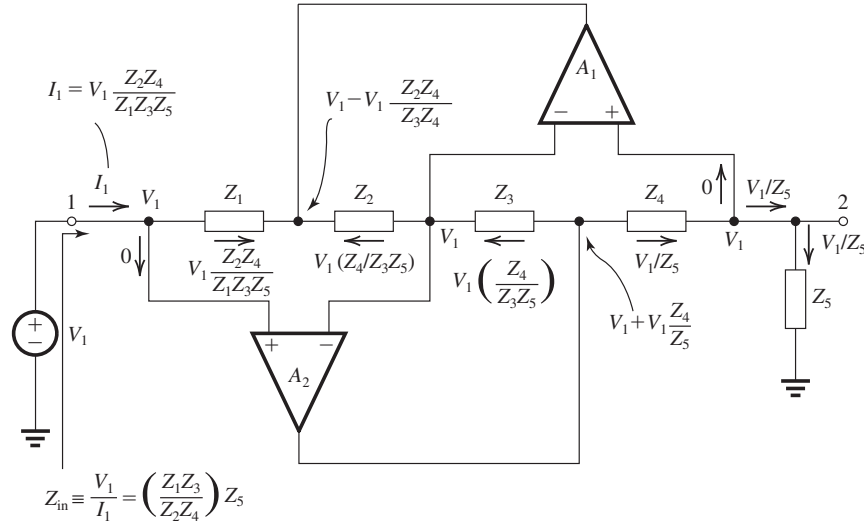 A₁
− +
I₁ = V₁ Z₂Z₄ / Z₁Z₃Z₅
V₁ − V₁ Z₂Z₄ / Z₃Z₄
1 I₁ V₁ Z₁ Z₂ Z₃ Z₄ 0 V₁/Z₅ 2
0 V₁ Z₂Z₄ / Z₁Z₃Z₅ V₁ (Z₄/Z₃Z₅) V₁ V₁ (Z₄ / Z₃Z₅) V₁/Z₅ V₁ V₁/Z₅
Z₅
V₁ + V₁ Z₄ / Z₅
+ − V₁
+ −
A₂
Zin ≡ V₁ / I₁ = (Z₁Z₃ / Z₂Z₄) Z₅